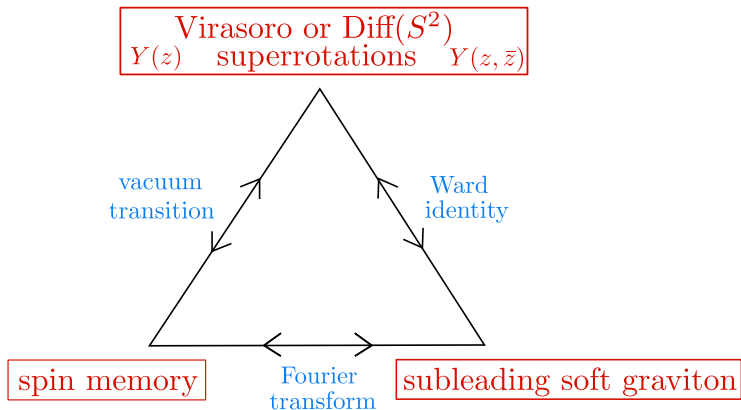 Virasoro or Diff(S²)
Y(z) superrotations Y(z, z̄)
vacuum
transition
Ward
identity
spin memory
Fourier
transform
subleading soft graviton